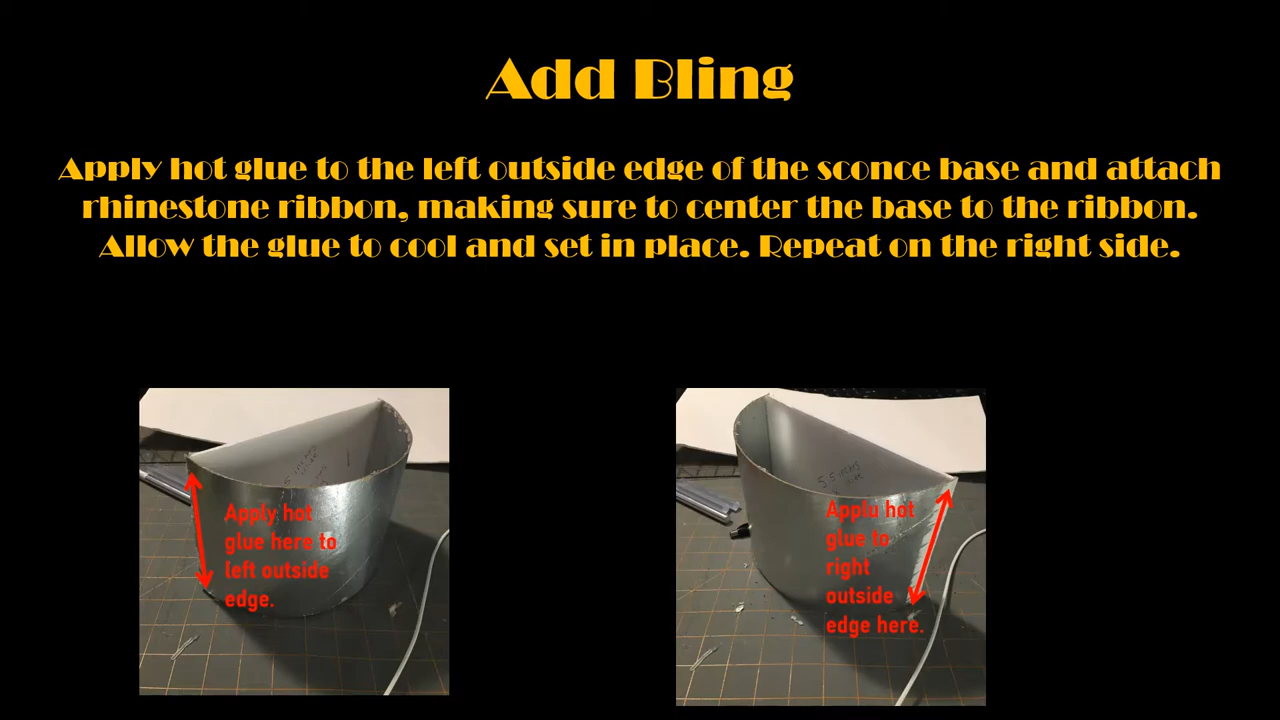 Add Bling
Apply hot glue to the left outside edge of the sconce base and attach
rhinestone ribbon, making sure to center the base to the ribbon.
Allow the glue to cool and set in place. Repeat on the right side.
Apply hot
glue here to
left outside
edge.
5.5
Applu hot
glue to
right
outside
edge here.